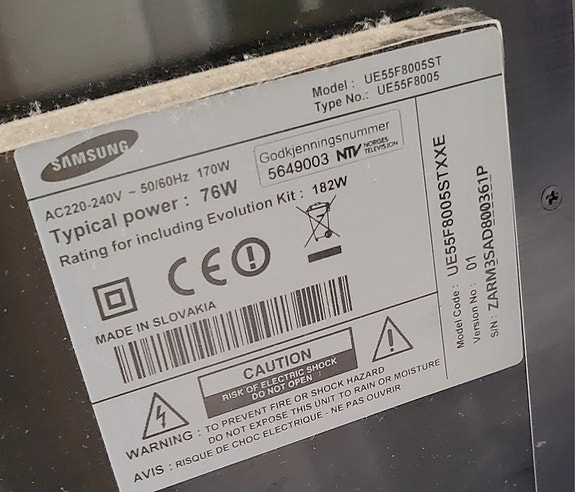 SAMSUNG
Model : UE55F8005ST
Type No.: UE55F8005
AC220-240V ~ 50/60Hz 170W
Typical power : 76W
Rating for including Evolution Kit : 182W
Godkjenningsnummer
5649003 NTV NORGES
TELEVISJON
MADE IN SLOVAKIA
CAUTION
RISK OF ELECTRIC SHOCK
DO NOT OPEN
WARNING : TO PREVENT FIRE OR SHOCK HAZARD
DO NOT EXPOSE THIS UNIT TO RAIN OR MOISTURE
AVIS : RISQUE DE CHOC ELECTRIQUE - NE PAS OUVRIR
Model Code : UE55F8005STXXE
Version No : 01
S/N : ZARM3SAD800361P